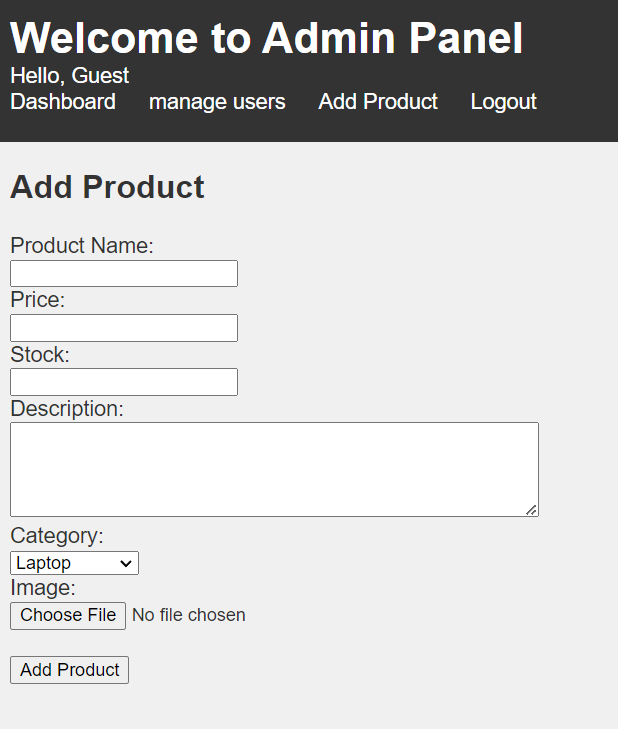 Welcome to Admin Panel
Hello, Guest
Dashboard manage users Add Product Logout
Add Product
Product Name:
Price:
Stock:
Description:
Category:
Laptop
Image:
Choose File No file chosen
Add Product